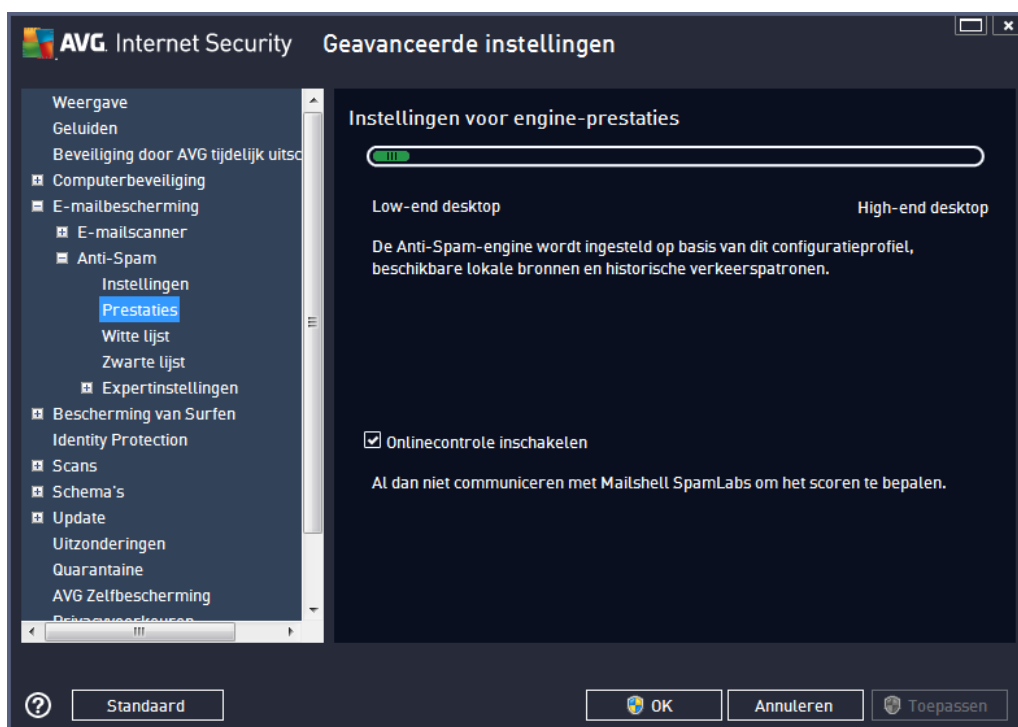 AVG. Internet Security
Geavanceerde instellingen
Weergave
Geluiden
Beveiliging door AVG tijdelijk uitsc
Computerbeveiliging
E-mailbescherming
E-mailscanner
Anti-Spam
Instellingen
Prestaties
Witte lijst
Zwarte lijst
Expertinstellingen
Bescherming van Surfen
Identity Protection
Scans
Schema's
Update
Uitzonderingen
Quarantaine
AVG Zelfbescherming
Privacyvoorkeuren
Instellingen voor engine-prestaties
Low-end desktop
High-end desktop
De Anti-Spam-engine wordt ingesteld op basis van dit configuratieprofiel,
beschikbare lokale bronnen en historische verkeerspatronen.
Onlinecontrole inschakelen
Al dan niet communiceren met Mailshell SpamLabs om het scoren te bepalen.
?
Standaard
OK
Annuleren
Toepassen